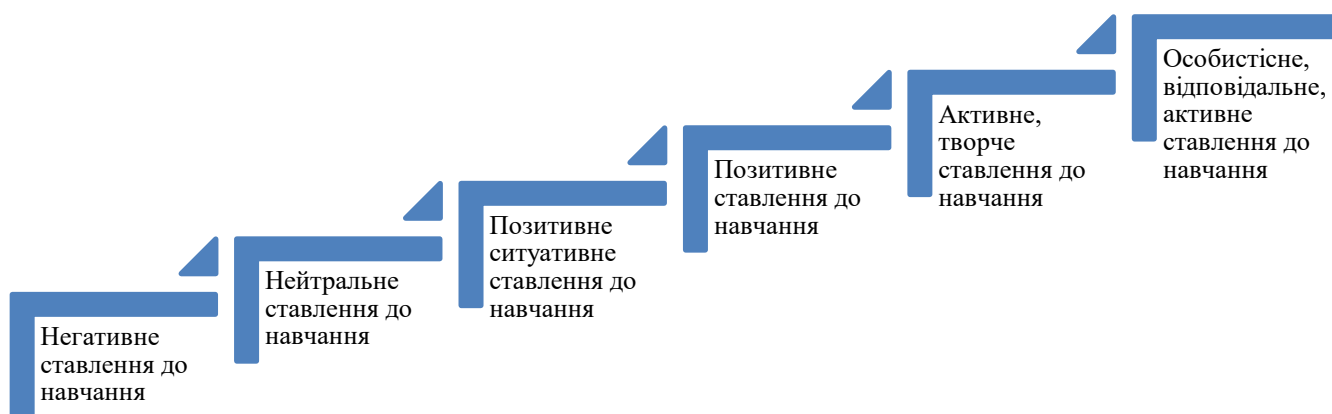 Негативне
ставлення до
навчання
Нейтральне
ставлення до
навчання
Позитивне
ситуативне
ставлення до
навчання
Позитивне
ставлення до
навчання
Активне,
творче
ставлення до
навчання
Особистісне,
відповідальне,
активне
ставлення до
навчання